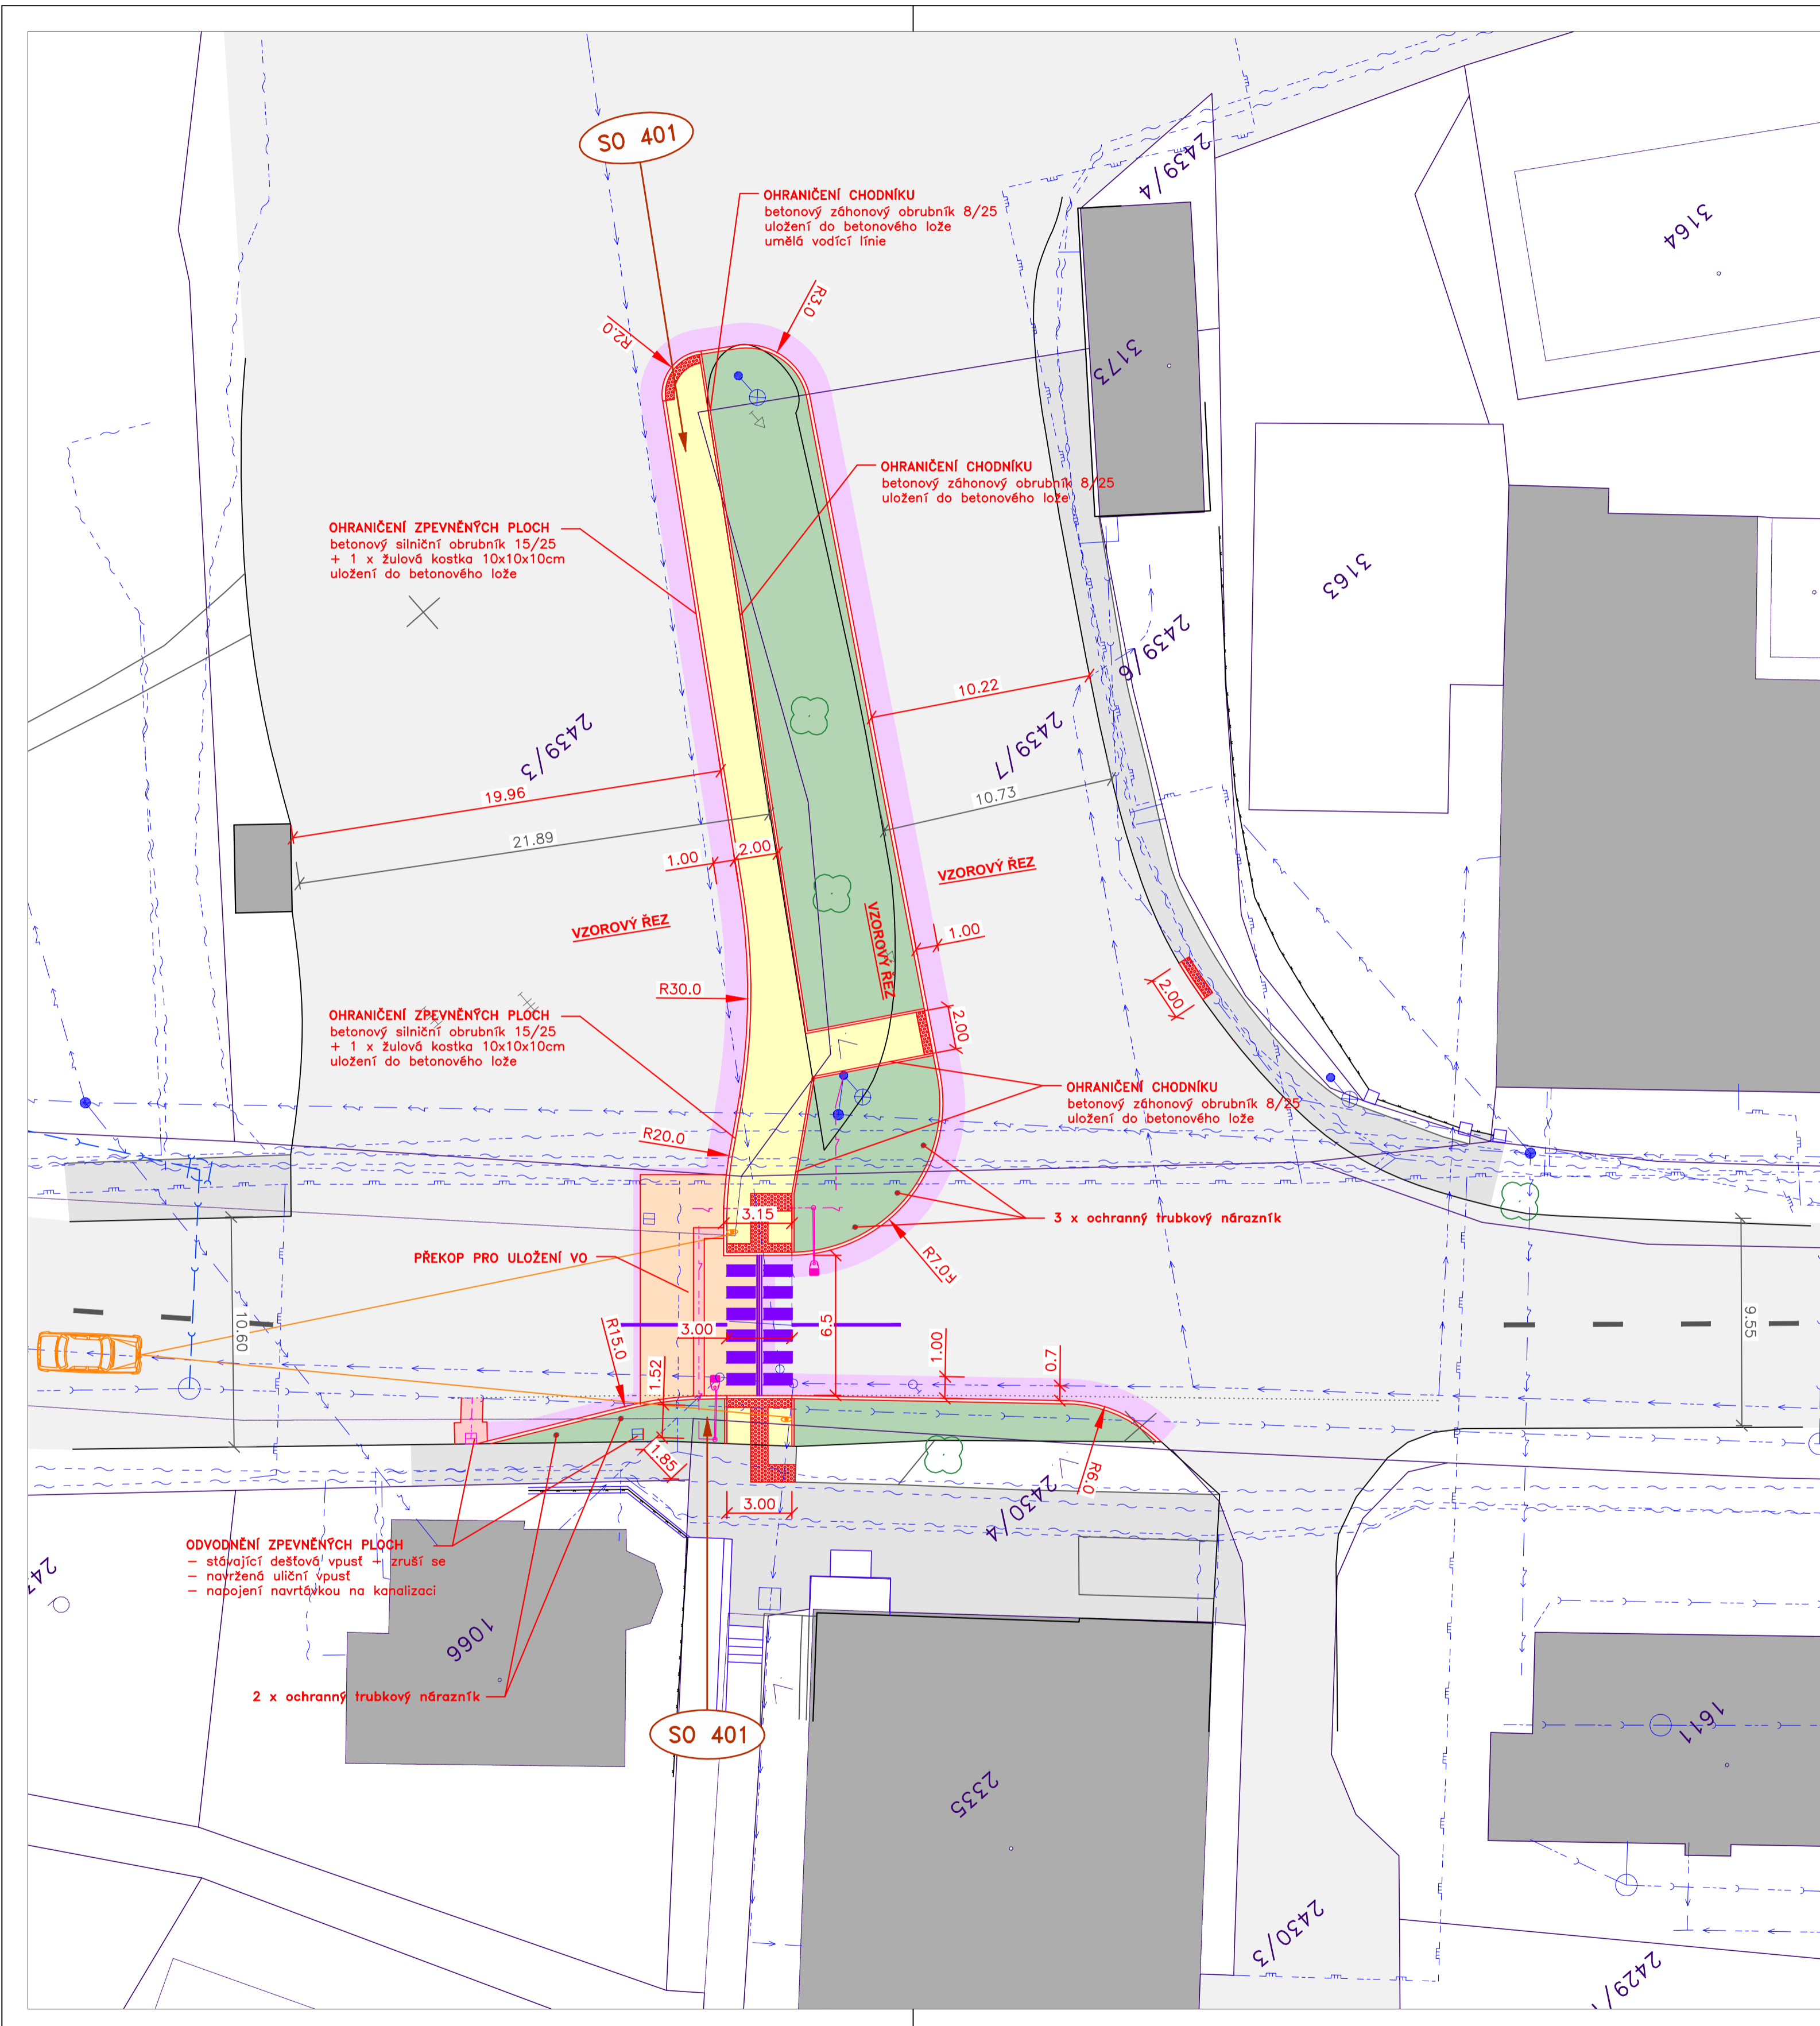 SO 401
OHRANIČENÍ CHODNÍKU
betonový záhonový obrubník 8/25
uložení do betonového lože
umělá vodící línie
2439/4
3164
R2.0
R3.0
3173
OHRANIČENÍ CHODNÍKU
betonový záhonový obrubník 8/25
uložení do betonového lože
OHRANIČENÍ ZPEVNĚNÝCH PLOCH
betonový silniční obrubník 15/25
+ 1 x žulová kostka 10x10x10cm
uložení do betonového lože
3163
2439/6
10.22
2439/3
2439/7
19.96
10.73
21.89
1.00
2.00
VZOROVÝ ŘEZ
VZOROVÝ ŘEZ
VZOROVÝ ŘEZ
1.00
R30.0
2.00
2.00
OHRANIČENÍ ZPEVNĚNÝCH PLOCH
betonový silniční obrubník 15/25
+ 1 x žulová kostka 10x10x10cm
uložení do betonového lože
OHRANIČENÍ CHODNÍKU
betonový záhonový obrubník 8/25
uložení do betonového lože
R20.0
3.15
3 x ochranný trubkový nárazník
PŘEKOP PRO ULOŽENÍ VO
R7.0
10.60
R15.0
3.00
6.5
1.00
0.7
9.55
1.52
1.85
R6.0
3.00
2430/4
ODVODNĚNÍ ZPEVNĚNÝCH PLOCH
– stávající dešťová vpusť – zruší se
– navržená uliční vpusť
– napojení navrtávkou na kanalizaci
1066
2 x ochranný trubkový nárazník
SO 401
1611
2335
2430/3